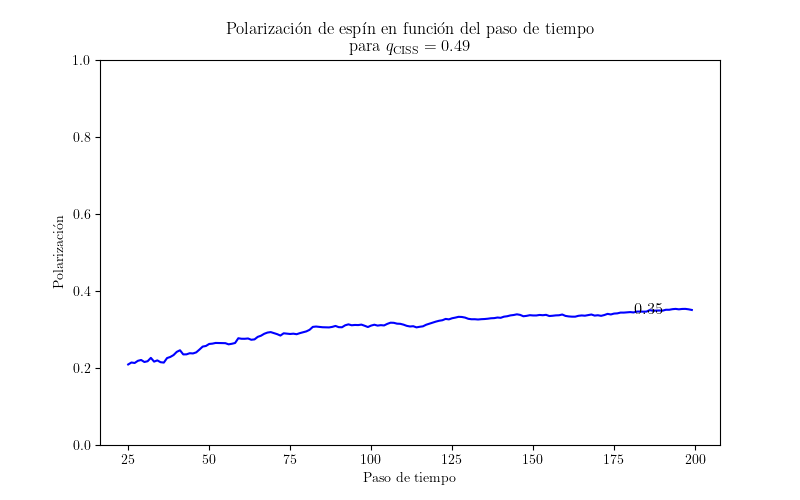 Polarización de espín en función del paso de tiempo
para q_CISS = 0.49
1.0
0.8
0.6
0.4
0.2
0.0
Polarización
0.35
25 50 75 100 125 150 175 200
Paso de tiempo